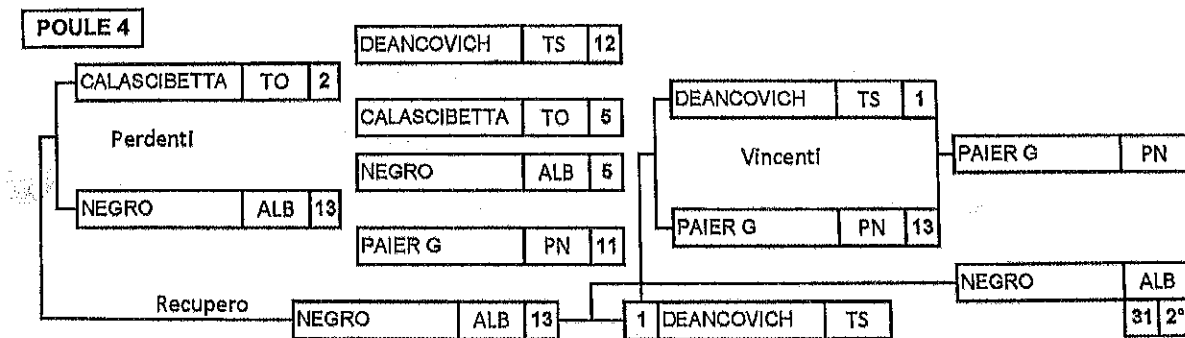 POULE 4
DEANCOVICH TS 12
CALASCIBETTA TO 2
DEANCOVICH TS 1
CALASCIBETTA TO 5
Perdenti
Vincenti
PAIER G PN
NEGRO ALB 5
NEGRO ALB 13
PAIER G PN 13
PAIER G PN 11
NEGRO ALB
31 2°
Recupero
NEGRO ALB 13
1 DEANCOVICH TS